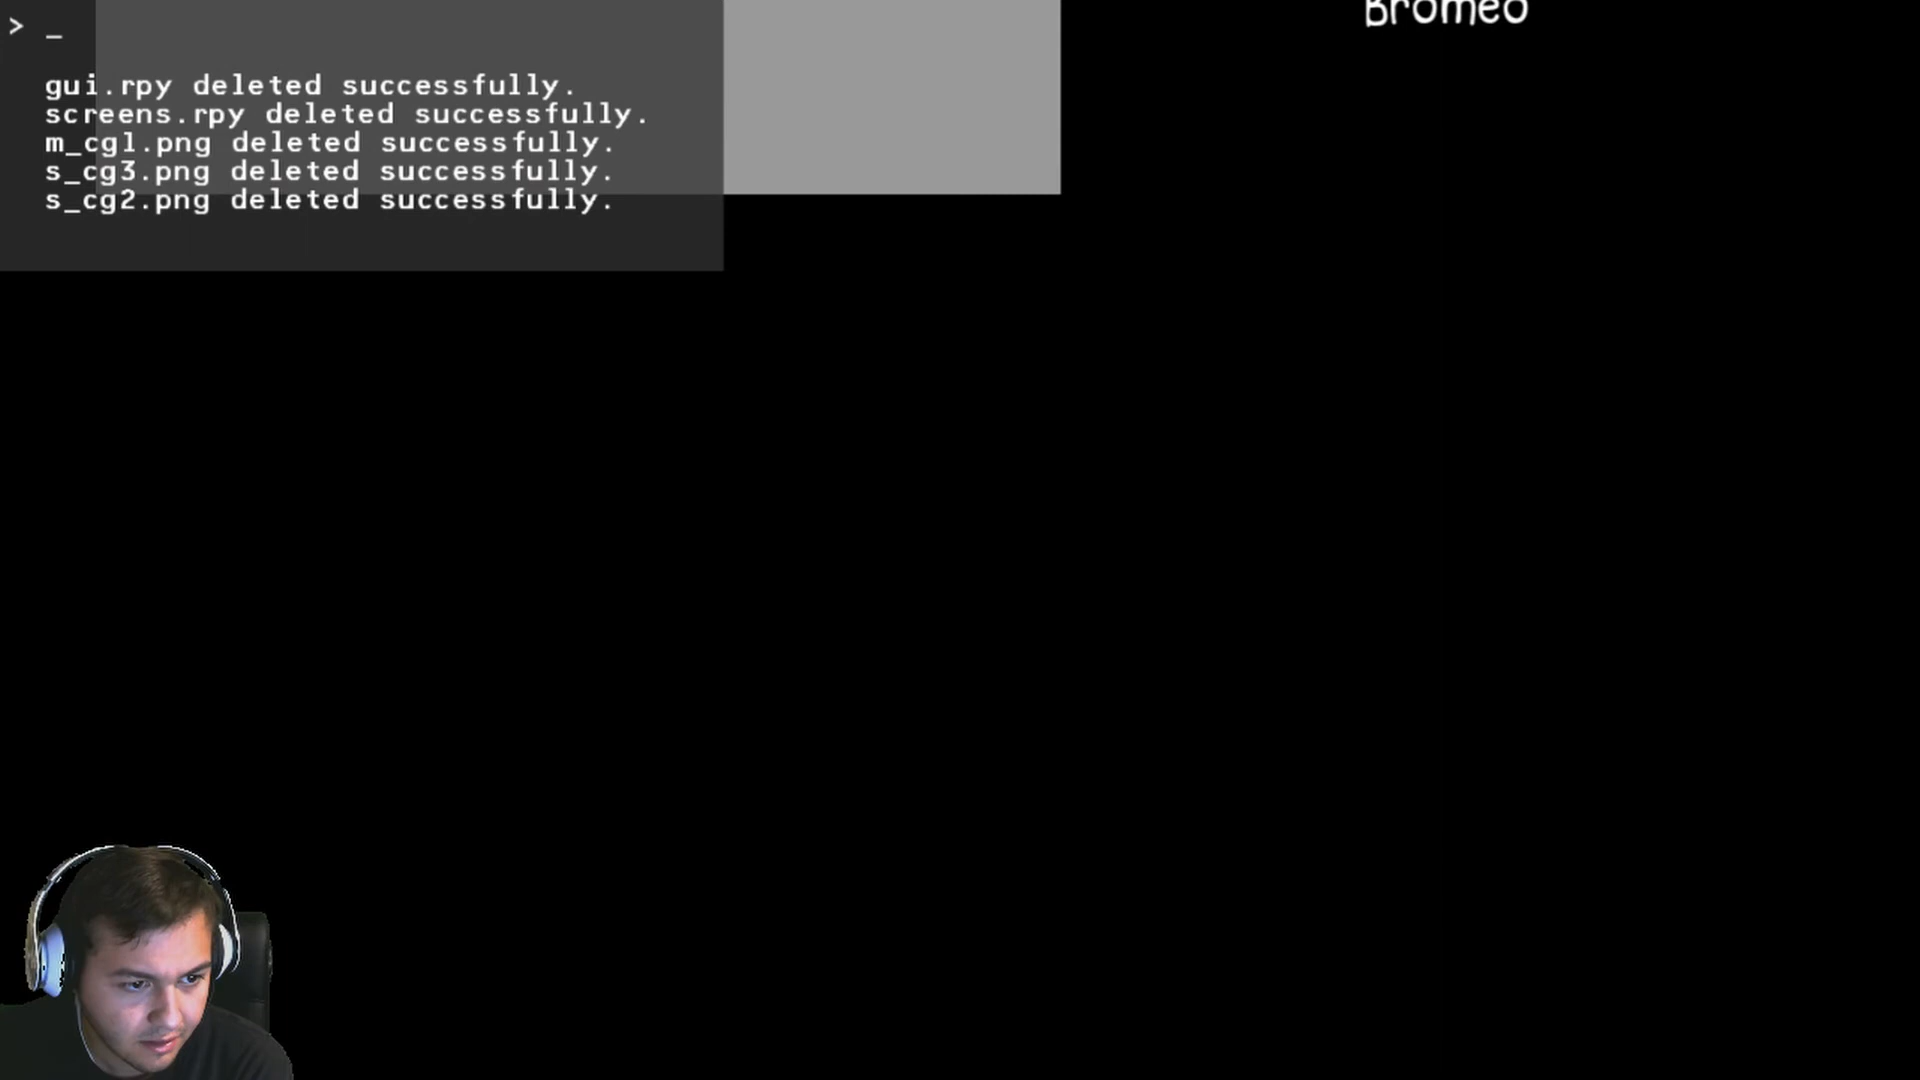 > _
Bromeo
gui.rpy deleted successfully.
screens.rpy deleted successfully.
m_cg1.png deleted successfully.
s_cg3.png deleted successfully.
s_cg2.png deleted successfully.